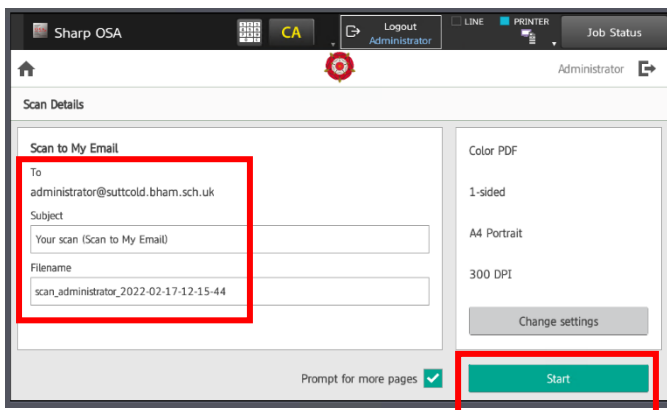 Sharp OSA
CA
Logout
Administrator
LINE
PRINTER
Job Status
Administrator
Scan Details
Scan to My Email
To
administrator@suttcold.bham.sch.uk
Subject
Your scan (Scan to My Email)
Filename
scan_administrator_2022-02-17-12-15-44
Color PDF
1-sided
A4 Portrait
300 DPI
Change settings
Prompt for more pages
Start